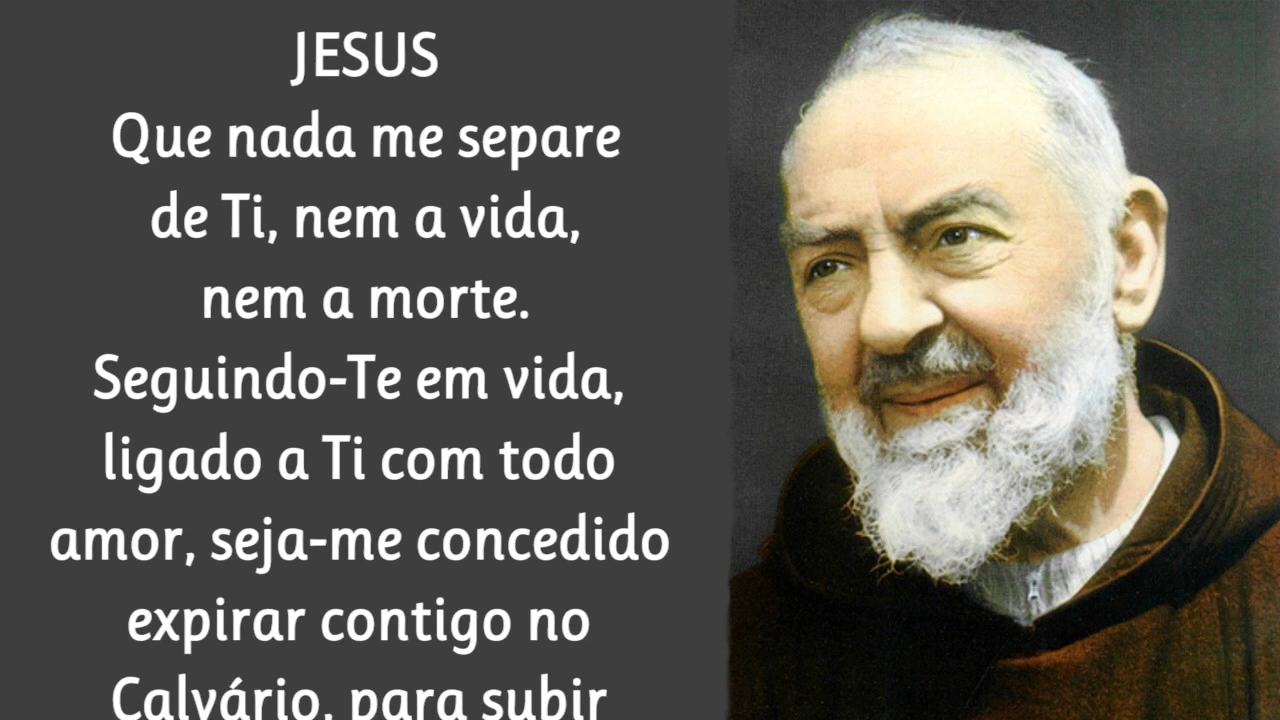 JESUS
Que nada me separe
de Ti, nem a vida,
nem a morte.
Seguindo-Te em vida,
ligado a Ti com todo
amor, seja-me concedido
expirar contigo no
Calvário, para subir